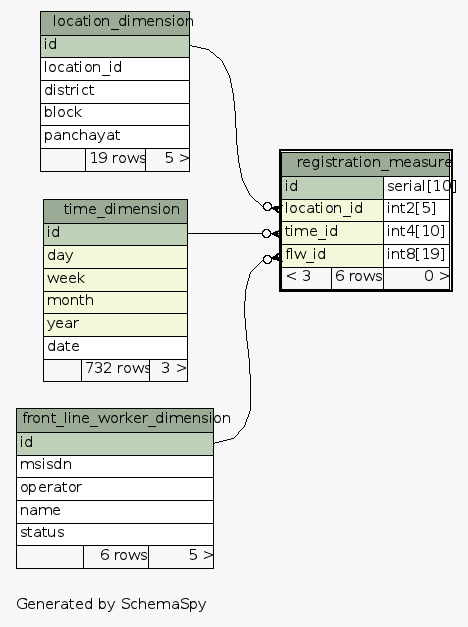 location_dimension
id
location_id
district
block
panchayat
19 rows 5 >
registration_measure
id serial[10]
location_id int2[5]
time_id int4[10]
flw_id int8[19]
< 3 6 rows 0 >
time_dimension
id
day
week
month
year
date
732 rows 3 >
front_line_worker_dimension
id
msisdn
operator
name
status
6 rows 5 >
Generated by SchemaSpy